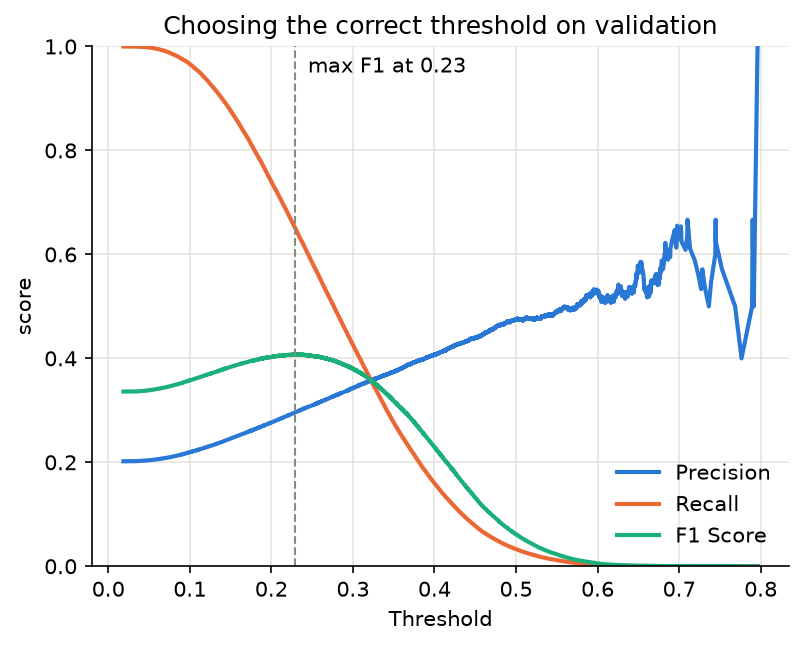 Choosing the correct threshold on validation
max F1 at 0.23
score
1.0
0.8
0.6
0.4
0.2
0.0
0.0 0.1 0.2 0.3 0.4 0.5 0.6 0.7 0.8
Threshold
Precision
Recall
F1 Score